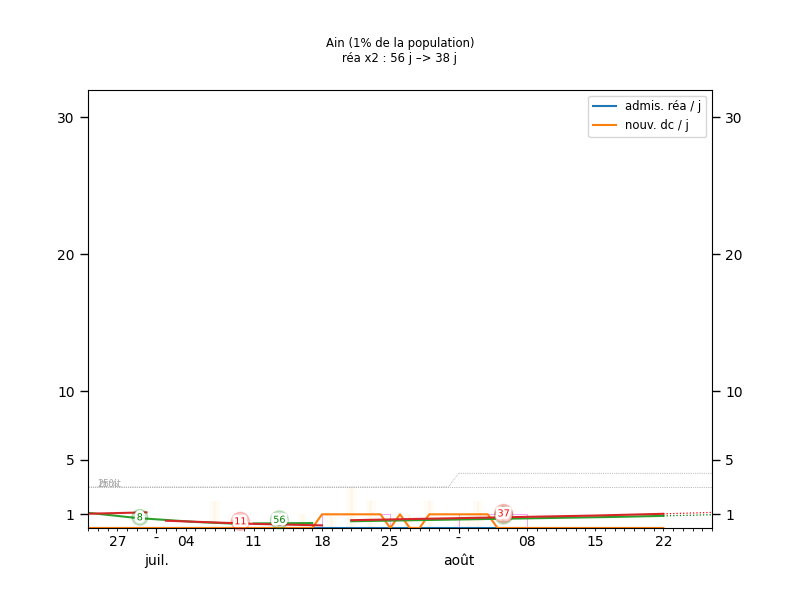 Ain (1% de la population)
réa x2 : 56 j –> 38 j
admis. réa / j
nouv. dc / j
30 30
20 20
10 10
5 5
1 1
8 11 56 37
27 - 04 11 18 25 - 08 15 22
juil. août